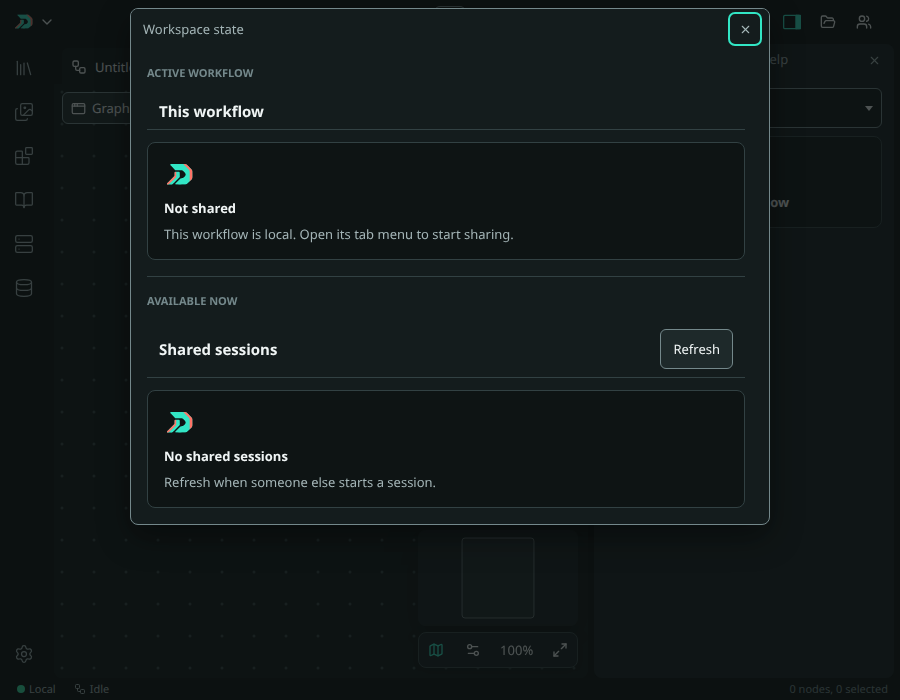 Workspace state
ACTIVE WORKFLOW
This workflow
Not shared
This workflow is local. Open its tab menu to start sharing.
AVAILABLE NOW
Shared sessions
Refresh
No shared sessions
Refresh when someone else starts a session.
Untitl
Graph
elp
ow
100%
Local
Idle
0 nodes, 0 selected